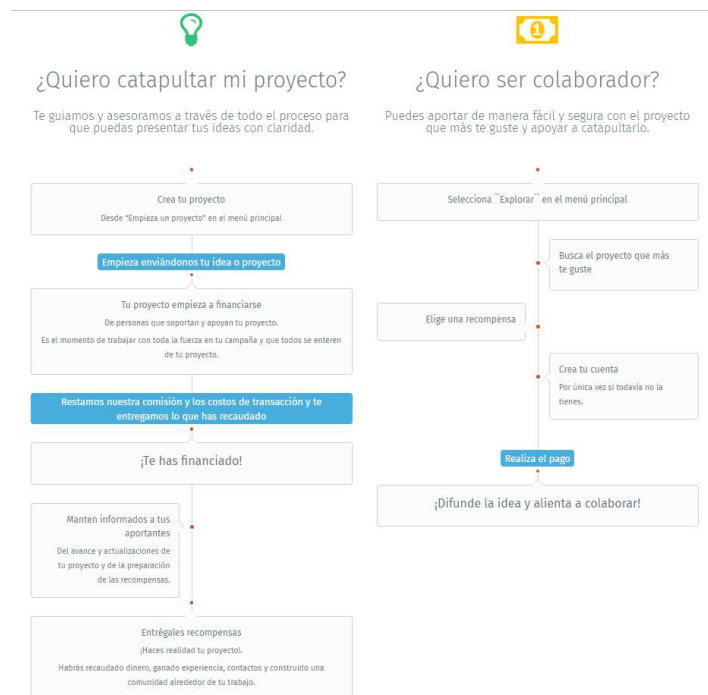 ¿Quiero catapultar mi proyecto?
Te guiamos y asesoramos a través de todo el proceso para
que puedas presentar tus ideas con claridad.
Crea tu proyecto
Desde "Empieza un proyecto" en el menú principal
Empieza enviándonos tu idea o proyecto
Tu proyecto empieza a financiarse
De personas que soportan y apoyan tu proyecto.
Es el momento de trabajar con toda la fuerza en tu campaña y que todos se enteren
de tu proyecto.
Restamos nuestra comisión y los costos de transacción y te
entregamos lo que has recaudado
¡Te has financiado!
Manten informados a tus
aportantes
Del avance y actualizaciones de
tu proyecto y de la preparación
de las recompensas.
Entrégales recompensas
¡Haces realidad tu proyecto!.
Habrás recaudado dinero, ganado experiencia, contactos y construido una
comunidad alrededor de tu trabajo.
1
¿Quiero ser colaborador?
Puedes aportar de manera fácil y segura con el proyecto
que más te guste y apoyar a catapultarlo.
Selecciona ``Explorar`` en el menú principal
Busca el proyecto que más
te guste
Elige una recompensa
Crea tu cuenta
Por única vez si todavía no la
tienes.
Realiza el pago
¡Difunde la idea y alienta a colaborar!